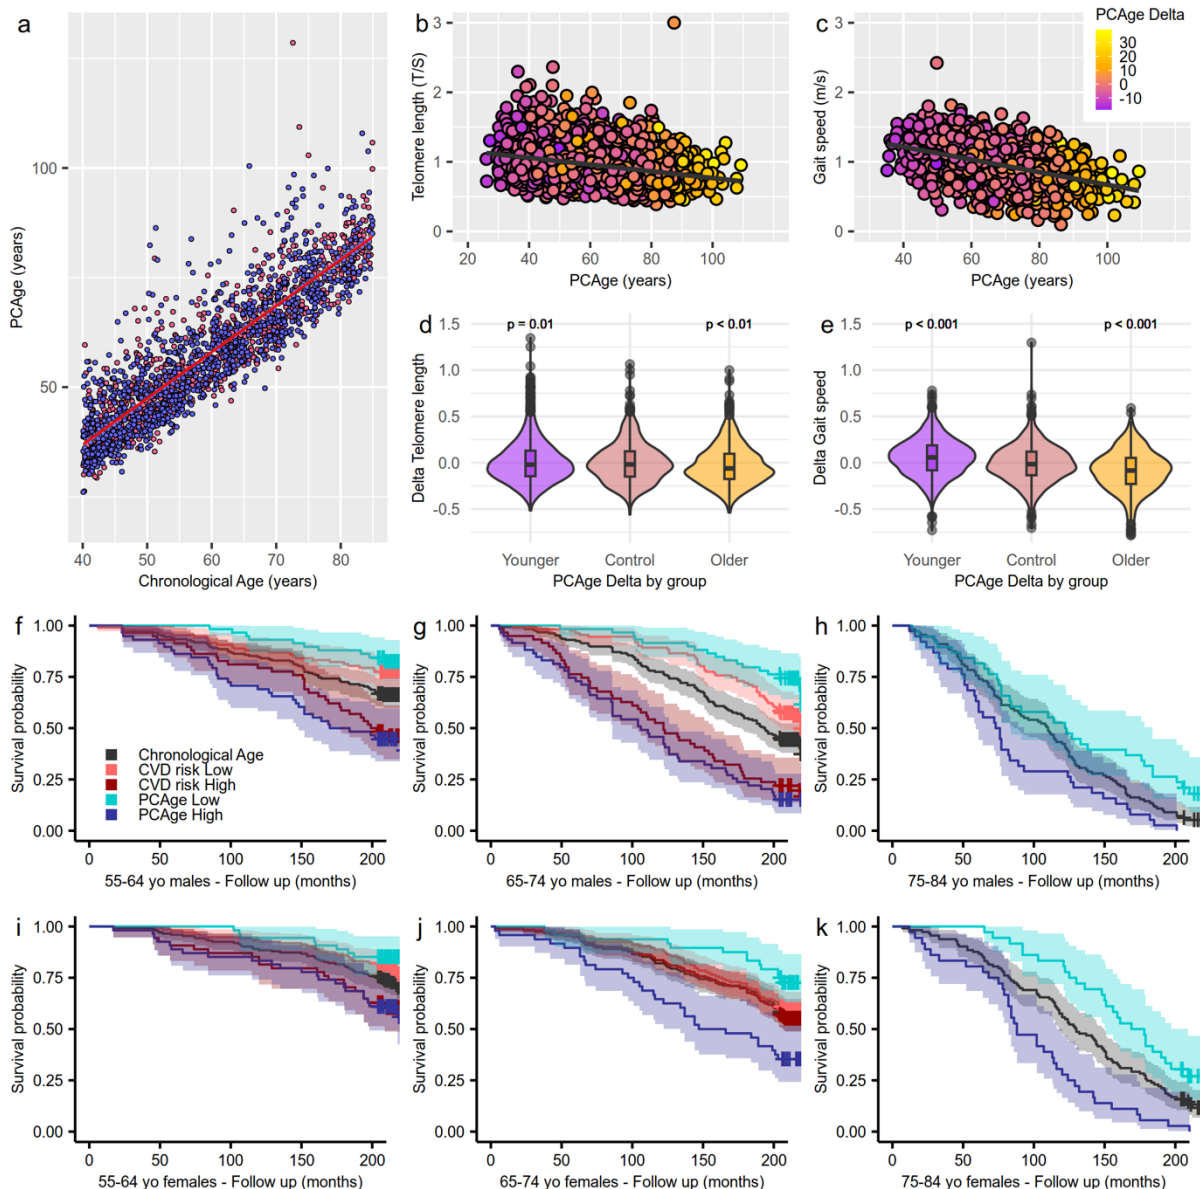 a
PCAge (years)
100
50
40 50 60 70 80
Chronological Age (years)
b
Telomere length (T/S)
3
2
1
0
20 40 60 80 100
PCAge (years)
c
Gait speed (m/s)
3
2
1
0
40 60 80 100
PCAge (years)
PCAge Delta
30
20
10
0
-10
d
Delta Telomere length
1.5
1.0
0.5
0.0
-0.5
p = 0.01
p < 0.01
Younger Control Older
PCAge Delta by group
e
Delta Gait speed
1.5
1.0
0.5
0.0
-0.5
p < 0.001
p < 0.001
Younger Control Older
PCAge Delta by group
f
Survival probability
1.00
0.75
0.50
0.25
0.00
Chronological Age
CVD risk Low
CVD risk High
PCAge Low
PCAge High
0 50 100 150 200
55-64 yo males - Follow up (months)
g
Survival probability
1.00
0.75
0.50
0.25
0.00
0 50 100 150 200
65-74 yo males - Follow up (months)
h
Survival probability
1.00
0.75
0.50
0.25
0.00
0 50 100 150 200
75-84 yo males - Follow up (months)
i
Survival probability
1.00
0.75
0.50
0.25
0.00
0 50 100 150 200
55-64 yo females - Follow up (months)
j
Survival probability
1.00
0.75
0.50
0.25
0.00
0 50 100 150 200
65-74 yo females - Follow up (months)
k
Survival probability
1.00
0.75
0.50
0.25
0.00
0 50 100 150 200
75-84 yo females - Follow up (months)